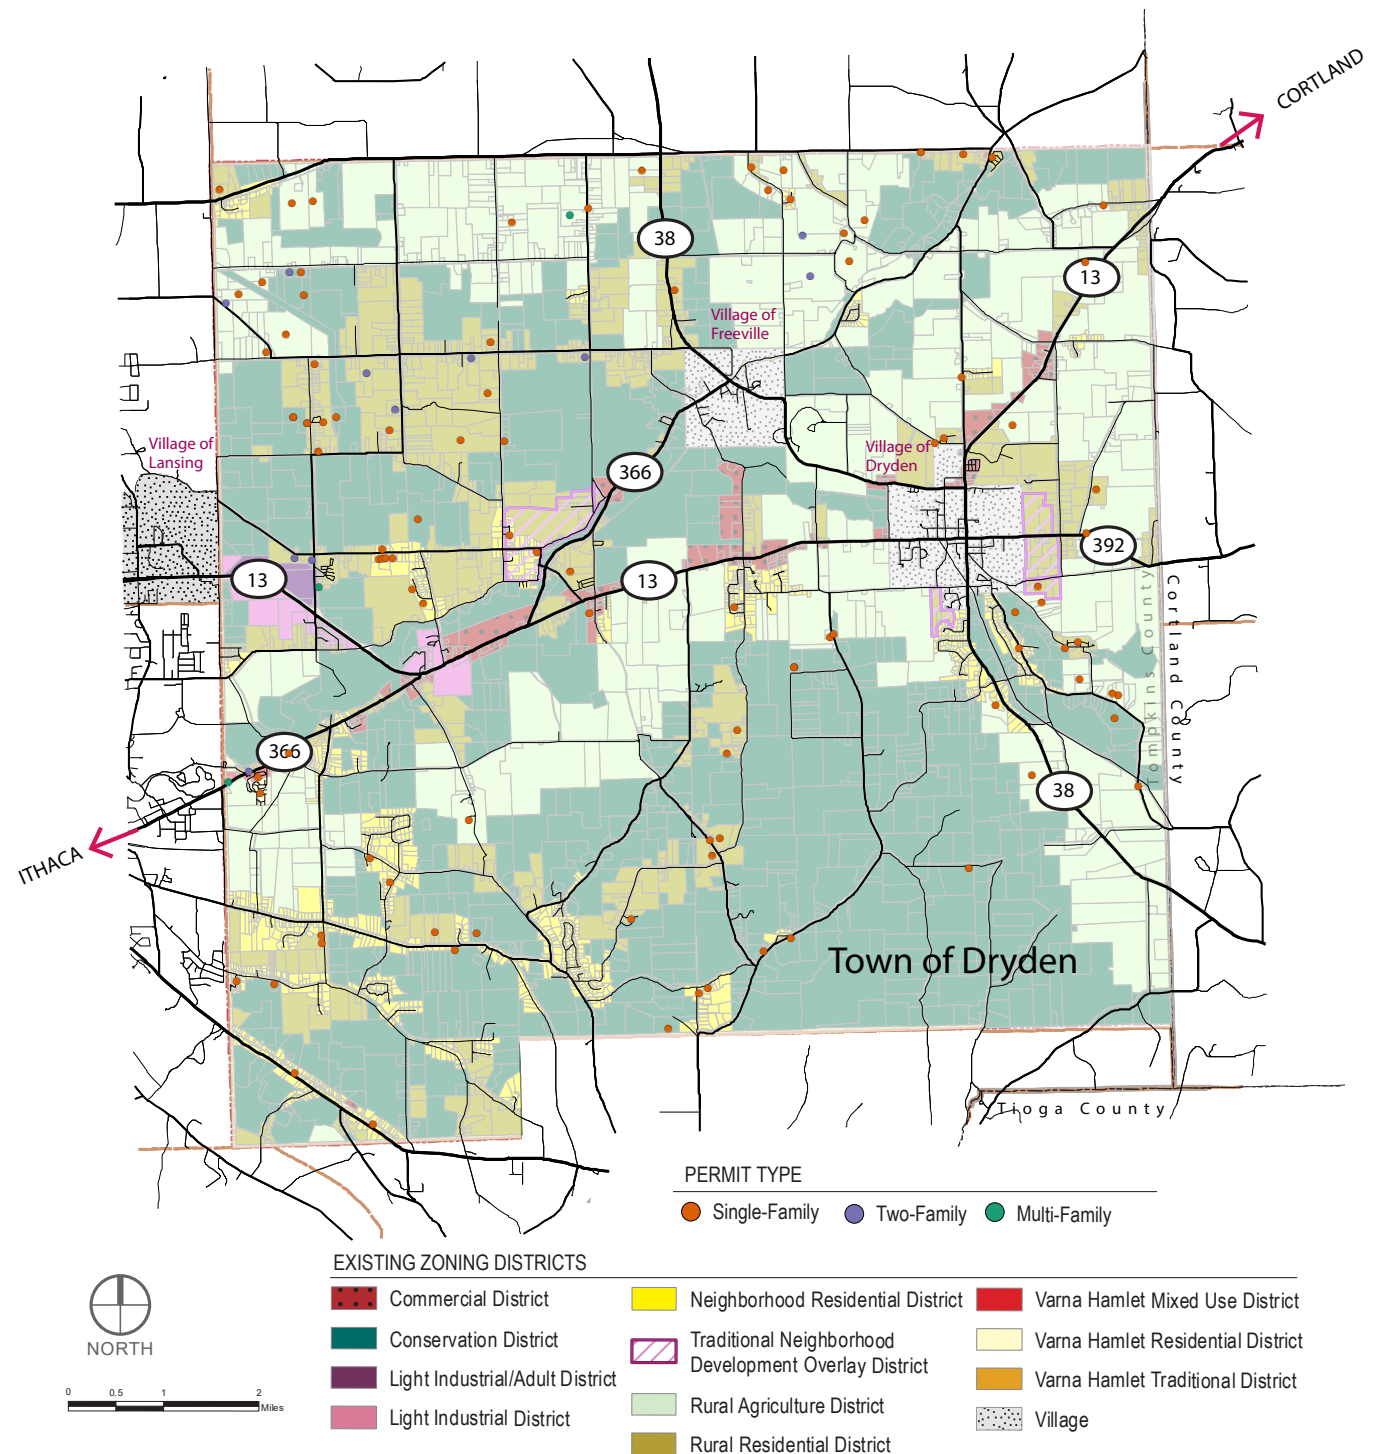 CORTLAND
38
13
Village of
Freeville
Village of
Lansing
Village of
Dryden
366
392
13
13
Tompkins County
Cortland County
366
38
ITHACA
Town of Dryden
Tioga County
PERMIT TYPE
Single-Family
Two-Family
Multi-Family
EXISTING ZONING DISTRICTS
Commercial District
Conservation District
Light Industrial/Adult District
Light Industrial District
Neighborhood Residential District
Traditional Neighborhood
Development Overlay District
Rural Agriculture District
Rural Residential District
Varna Hamlet Mixed Use District
Varna Hamlet Residential District
Varna Hamlet Traditional District
Village
NORTH
0 0.5 1 2
Miles